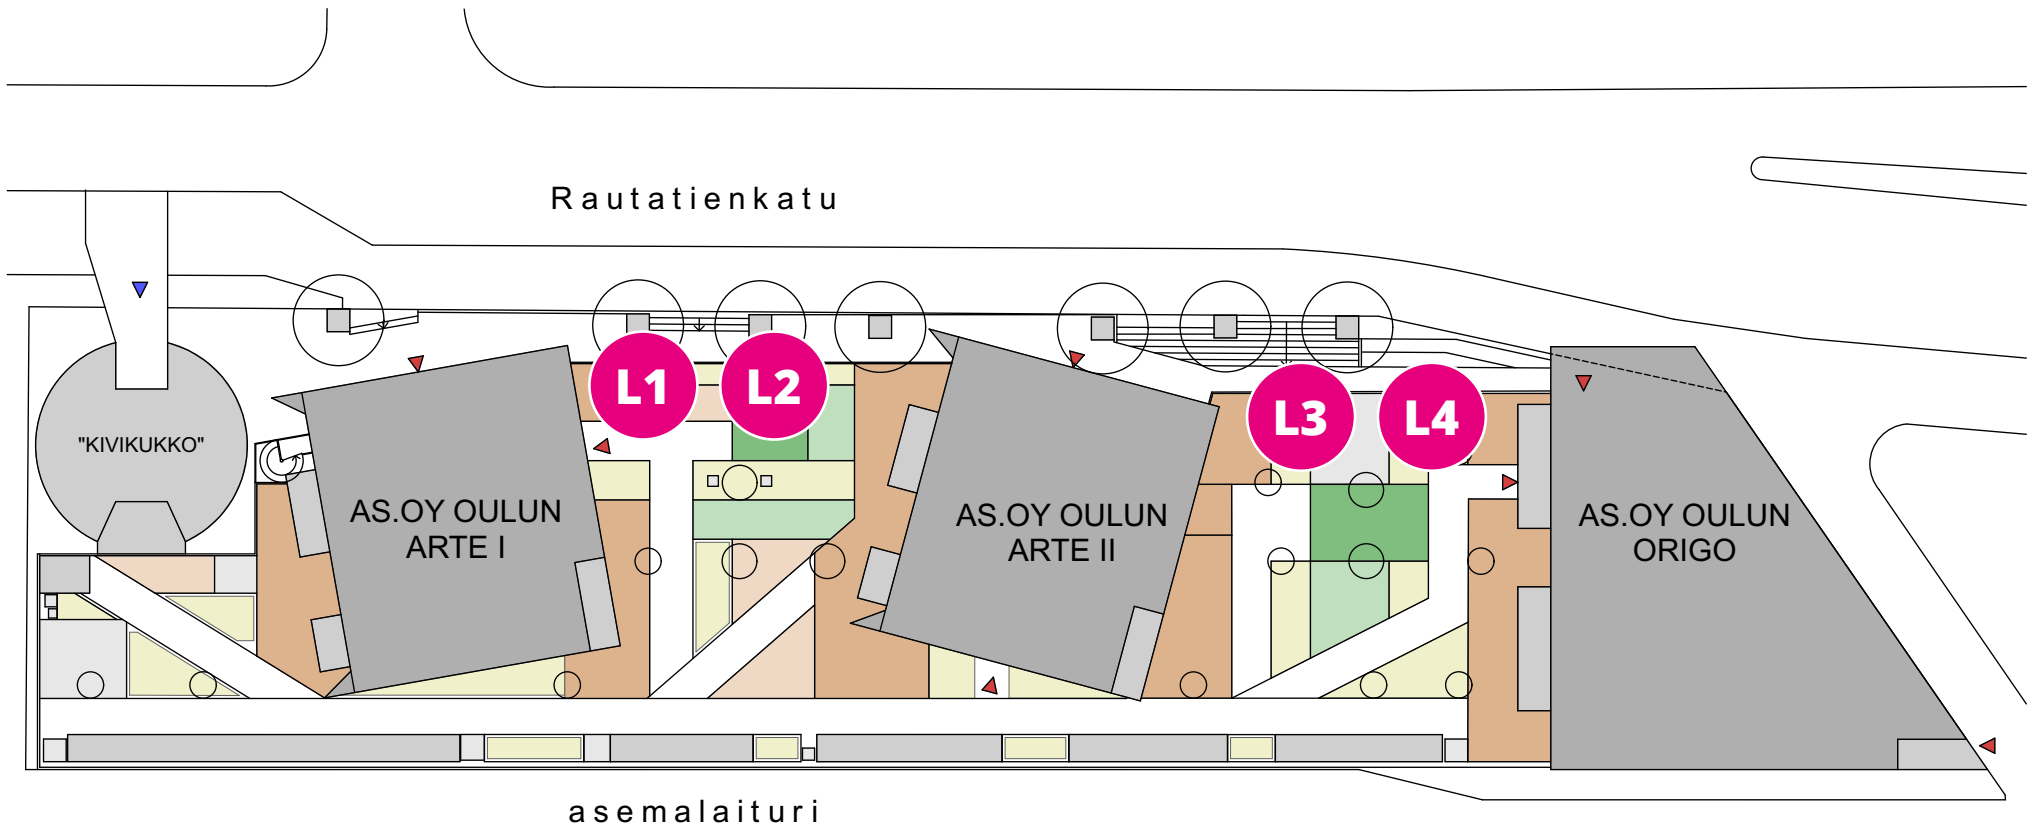 Rautatienkatu
L1
L2
L3
L4
"KIVIKUKKO"
AS.OY OULUN
ARTE I
AS.OY OULUN
ARTE II
AS.OY OULUN
ORIGO
asemalaituri